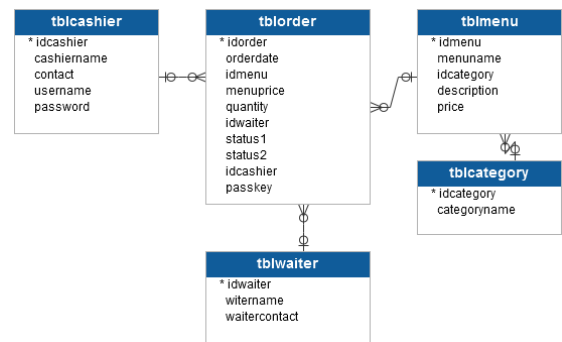 tblcashier
* idcashier
cashiername
contact
username
password
tblorder
* idorder
orderdate
idmenu
menuprice
quantity
idwaiter
status1
status2
idcashier
passkey
tblmenu
* idmenu
menuname
idcategory
description
price
tblcategory
* idcategory
categoryname
tblwaiter
* idwaiter
witername
waitercontact